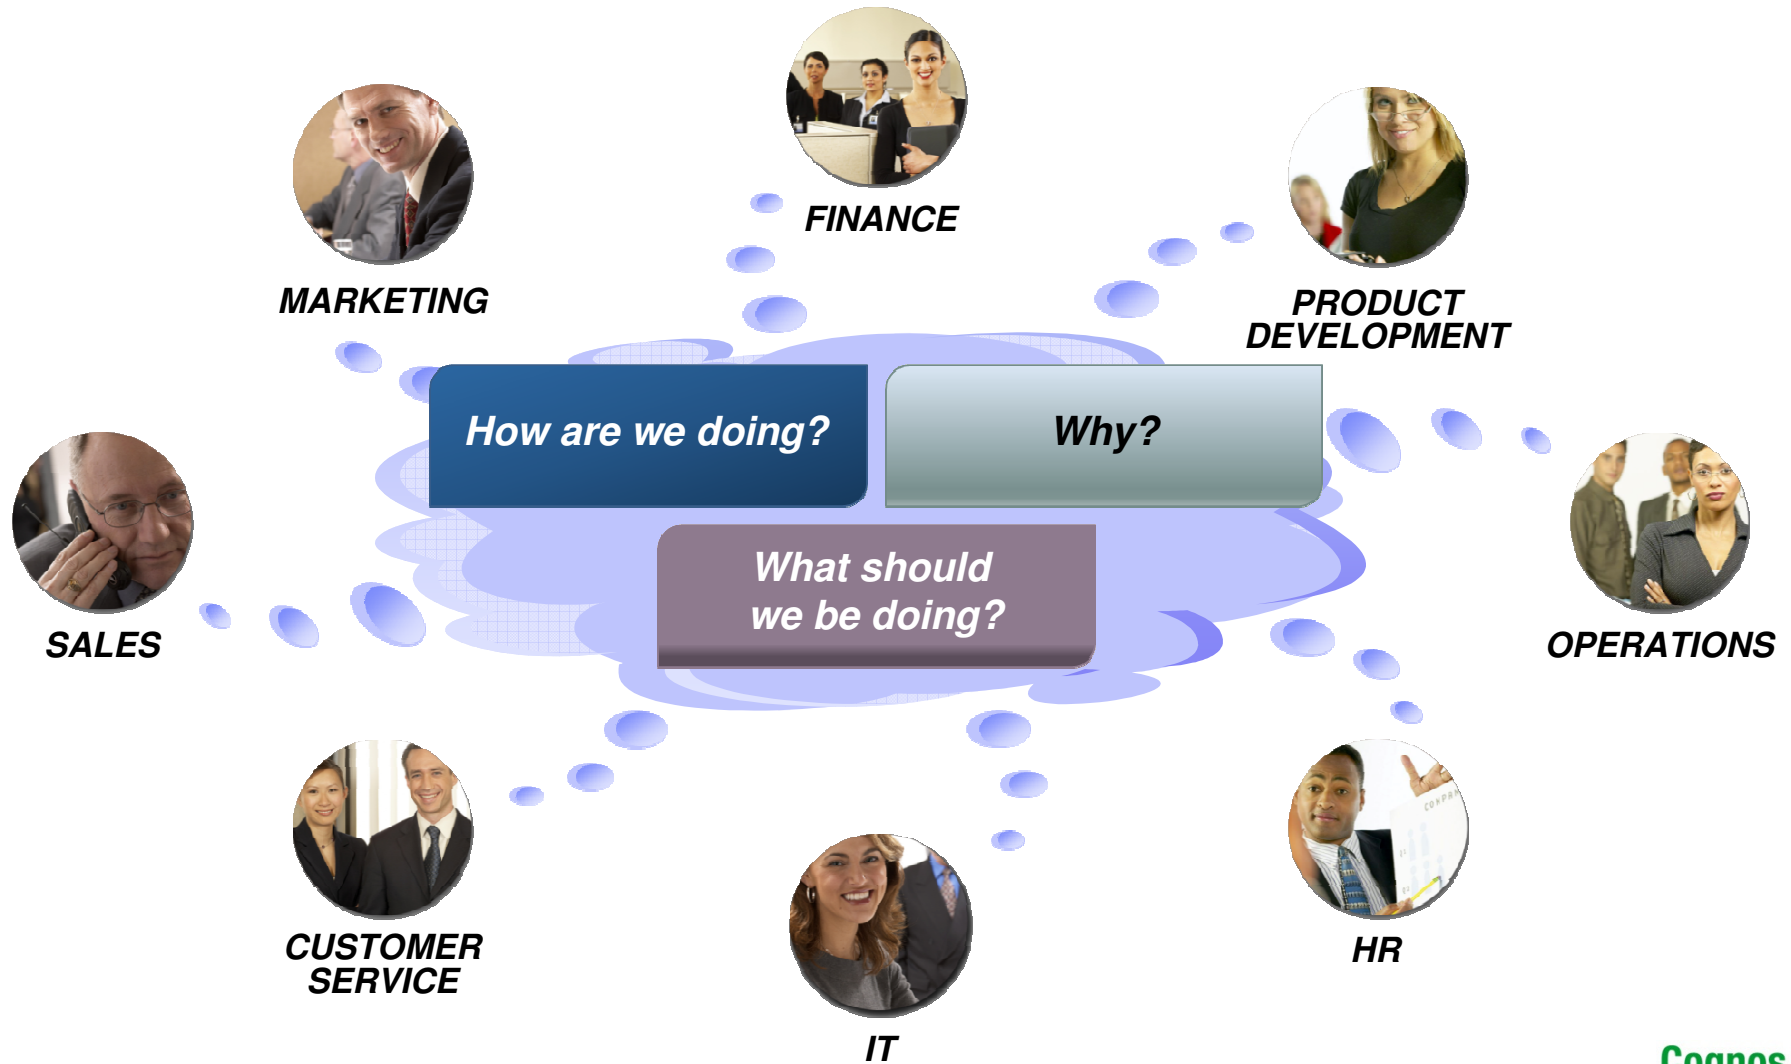 FINANCE
MARKETING
PRODUCT
DEVELOPMENT
How are we doing?
Why?
What should
we be doing?
SALES
OPERATIONS
CUSTOMER
SERVICE
HR
IT